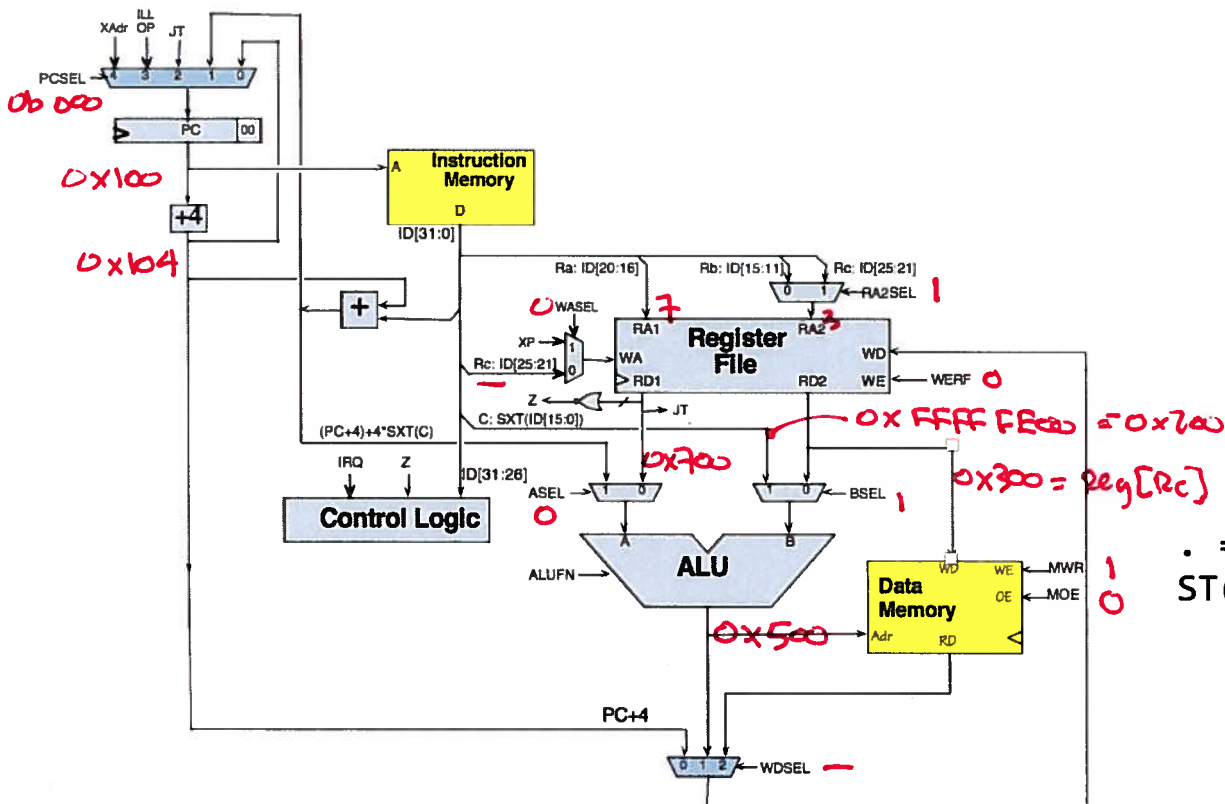 XAdr
ILL
OP
JT
PCSEL
4 3 2 1 0
0b 000
PC
00
0x100
A
Instruction
Memory
D
+4
ID[31:0]
0x104
Ra: ID[20:16]
Rb: ID[15:11]
Rc: ID[25:21]
+
0 1
RA2SEL
1
0
WASEL
7
3
RA1
RA2
XP
1
0
Register
File
WA
WD
Rc: ID[25:21]
–
RD1
RD2
WE
WERF
0
Z
JT
C: SXT(ID[15:0])
0x FFFF FE00 = 0x200
(PC+4)+4*SXT(C)
IRQ
Z
ID[31:26]
0x700
0x300 = Reg[Rc]
ASEL
1 0
1 0
BSEL
0
1
Control Logic
A
B
ALU
ALUFN
. =
ST(
WD
WE
MWR
1
Data
Memory
OE
MOE
0
0x500
Adr
RD
PC+4
0 1 2
WDSEL
–